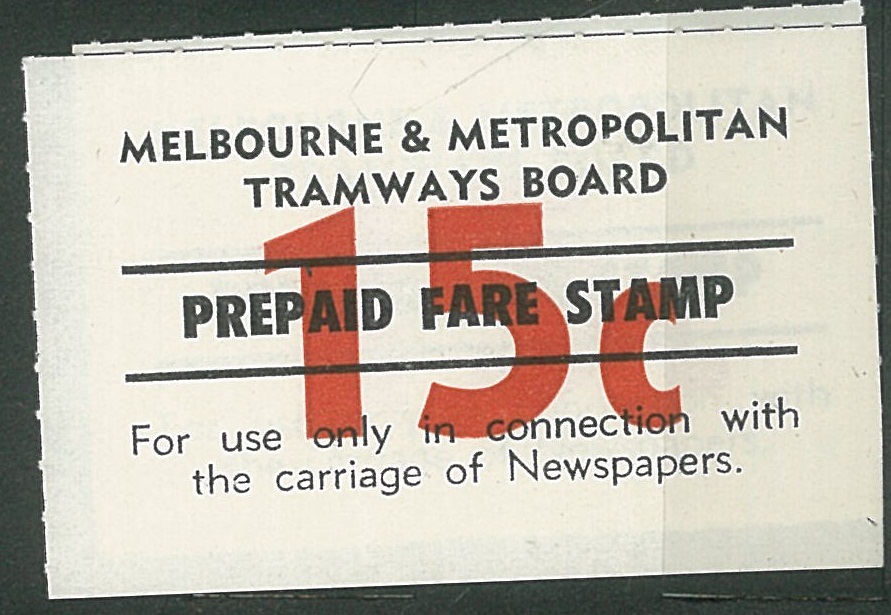 MELBOURNE & METROPOLITAN
TRAMWAYS BOARD
15c
PREPAID FARE STAMP
For use only in connection with
the carriage of Newspapers.